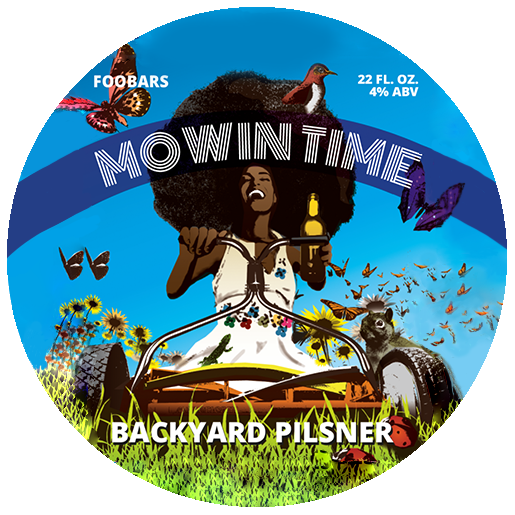 FOOBARS
22 FL. OZ.
4% ABV
MOWIN TIME
BACKYARD PILSNER